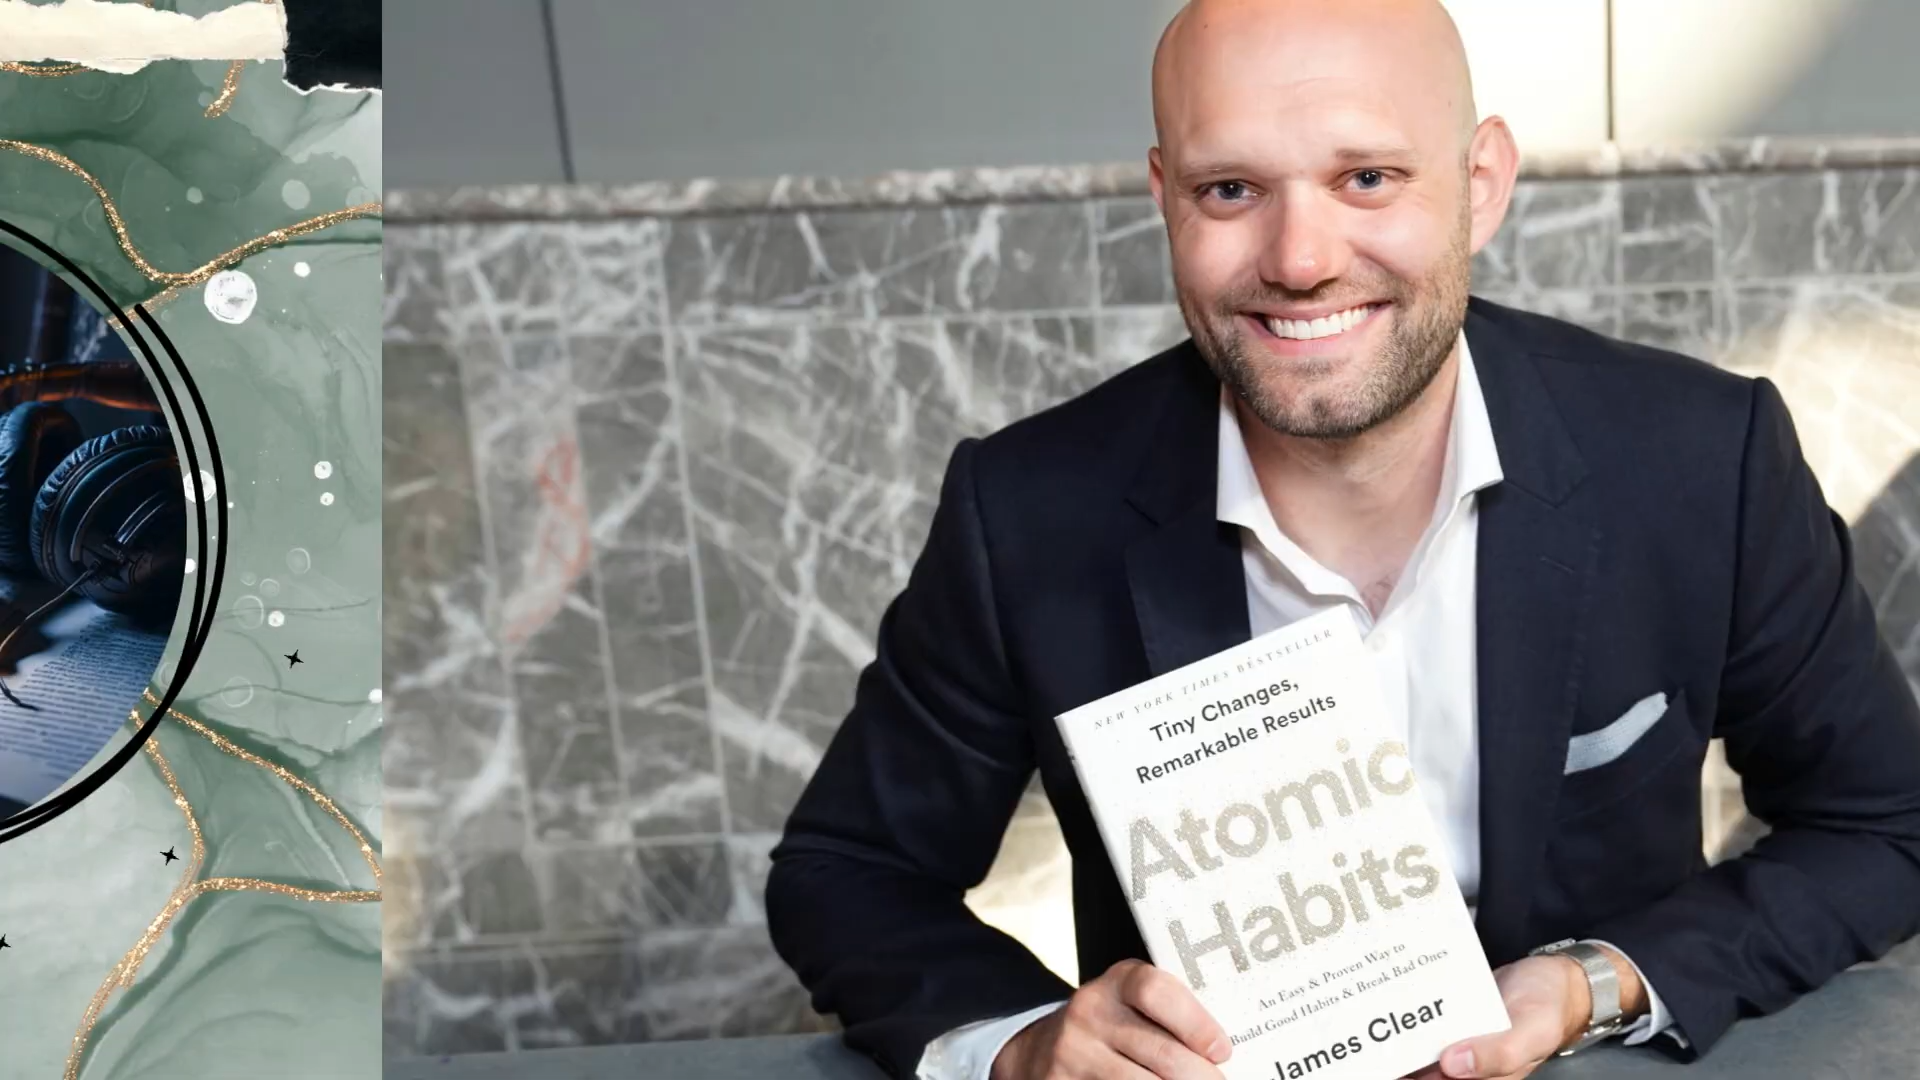 NEW YORK TIMES BESTSELLER
Tiny Changes,
Remarkable Results
Atomic
Habits
An Easy & Proven Way to
Build Good Habits & Break Bad Ones
James Clear